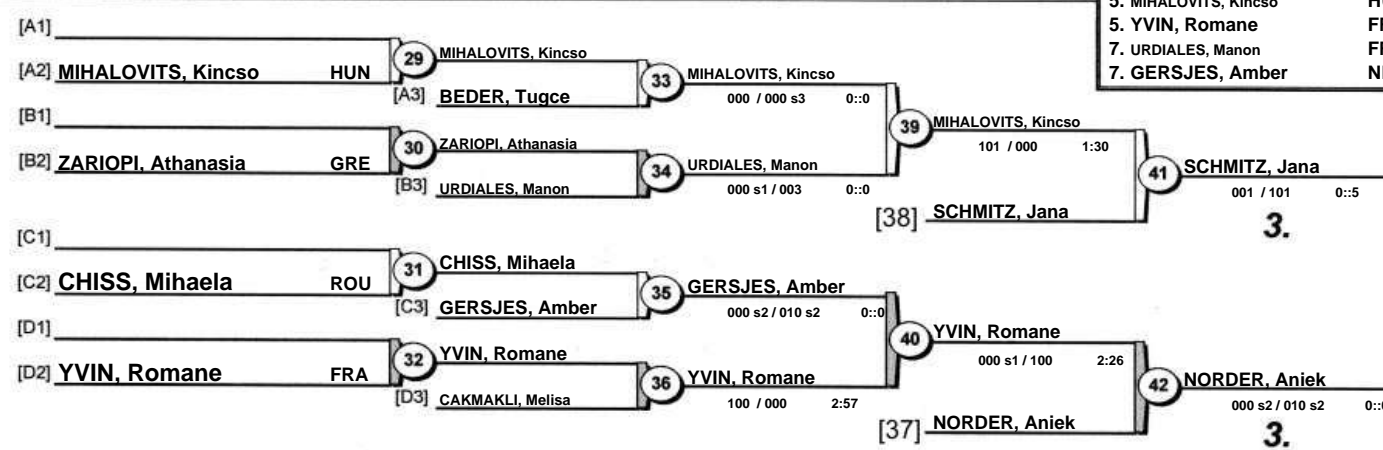 5. MIHALOVITS, Kincso
5. YVIN, Romane
7. URDIALES, Manon
7. GERSJES, Amber
[A1]
[A2] MIHALOVITS, Kincso HUN
29
MIHALOVITS, Kincso
[A3] BEDER, Tugce
33
MIHALOVITS, Kincso
000 / 000 s3 0::0
[B1]
[B2] ZARIOPI, Athanasia GRE
30
ZARIOPI, Athanasia
[B3] URDIALES, Manon
34
URDIALES, Manon
000 s1 / 003 0::0
39
MIHALOVITS, Kincso
101 / 000 1:30
[38] SCHMITZ, Jana
41
SCHMITZ, Jana
001 / 101 0::5
3.
[C1]
[C2] CHISS, Mihaela ROU
31
CHISS, Mihaela
[C3] GERSJES, Amber
35
GERSJES, Amber
000 s2 / 010 s2 0::0
[D1]
[D2] YVIN, Romane FRA
32
YVIN, Romane
[D3] CAKMAKLI, Melisa
36
YVIN, Romane
100 / 000 2:57
40
YVIN, Romane
000 s1 / 100 2:26
[37] NORDER, Aniek
42
NORDER, Aniek
000 s2 / 010 s2
3.